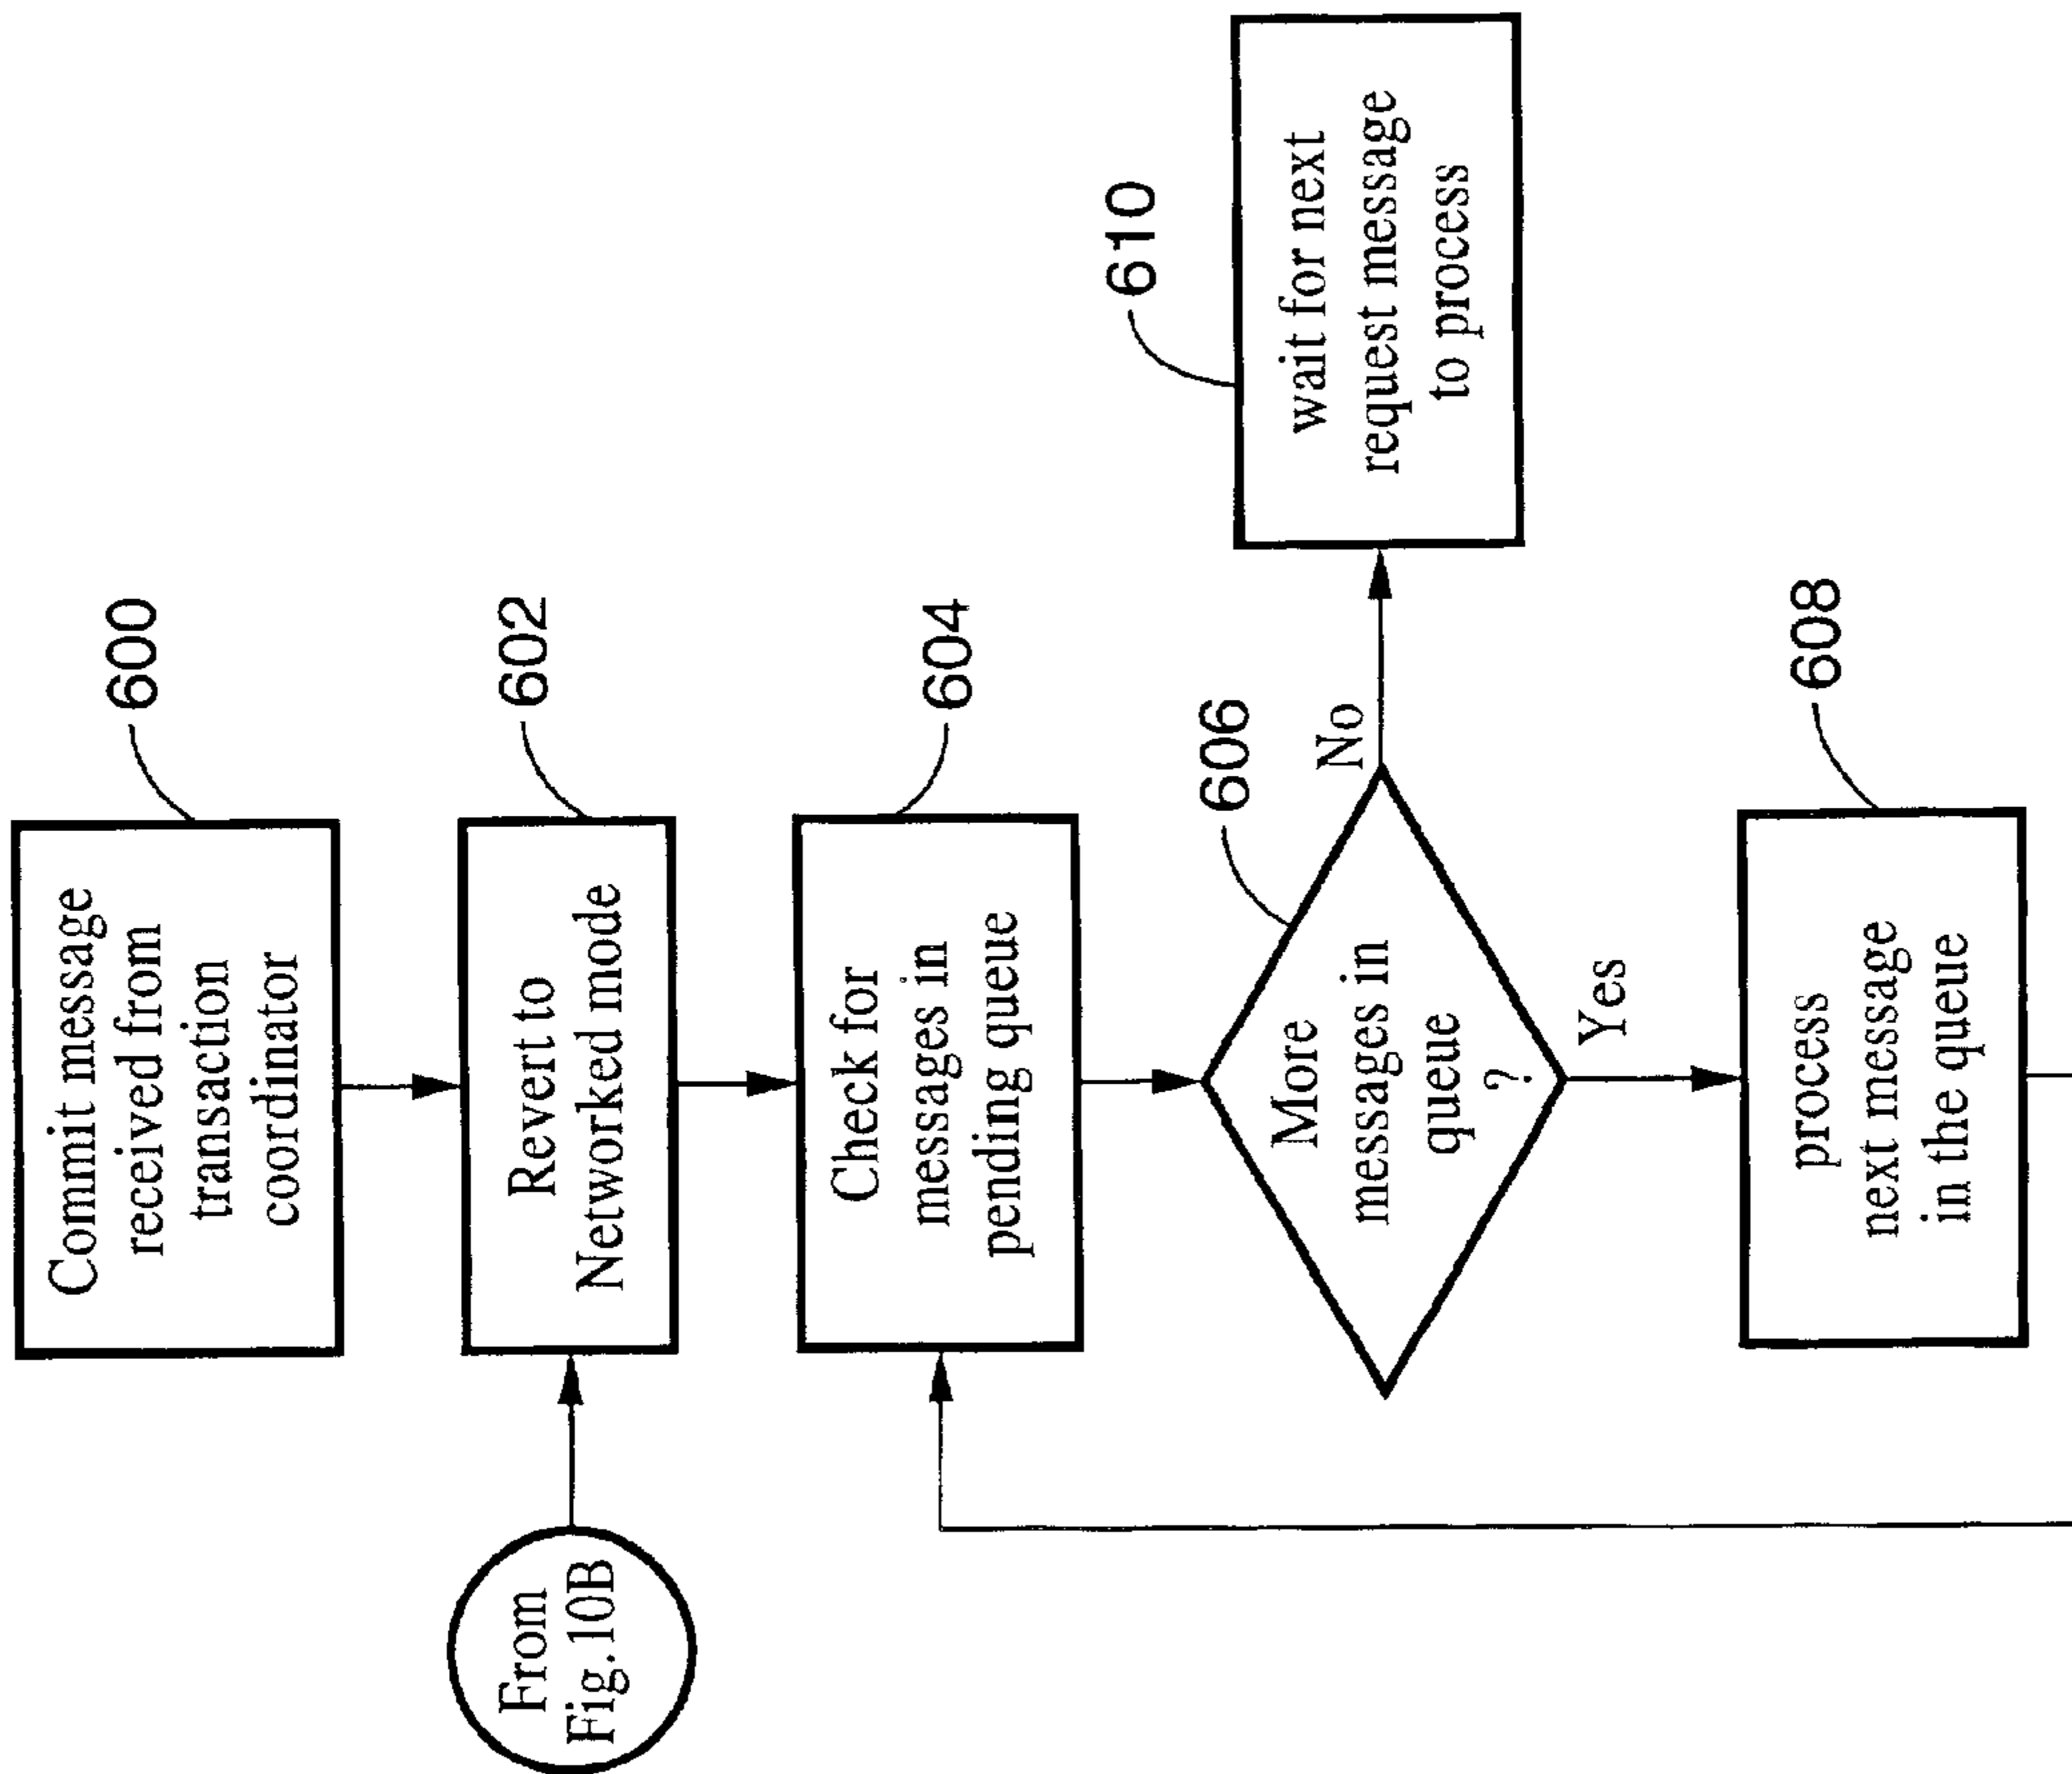 600
Commit message
received from
transaction
coordinator
From
Fig.10B
602
Revert to
Networked mode
604
Check for
messages in
pending queue
606
More
messages in
queue
?
No
610
wait for next
request message
to process
Yes
608
process
next message
in the queue